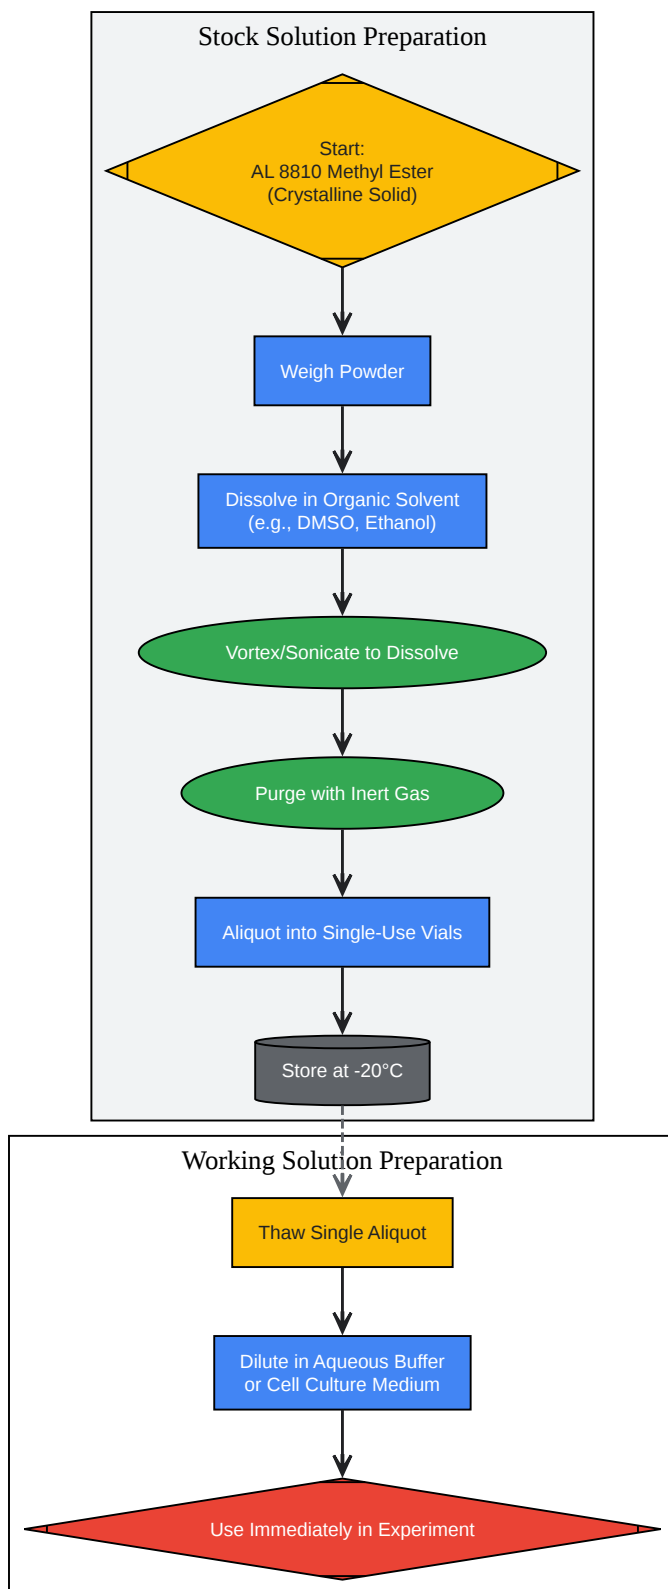 Stock Solution Preparation
Start:
AL 8810 Methyl Ester
(Crystalline Solid)
Weigh Powder
Dissolve in Organic Solvent
(e.g., DMSO, Ethanol)
Vortex/Sonicate to Dissolve
Purge with Inert Gas
Aliquot into Single-Use Vials
Store at -20°C
Working Solution Preparation
Thaw Single Aliquot
Dilute in Aqueous Buffer
or Cell Culture Medium
Use Immediately in Experiment